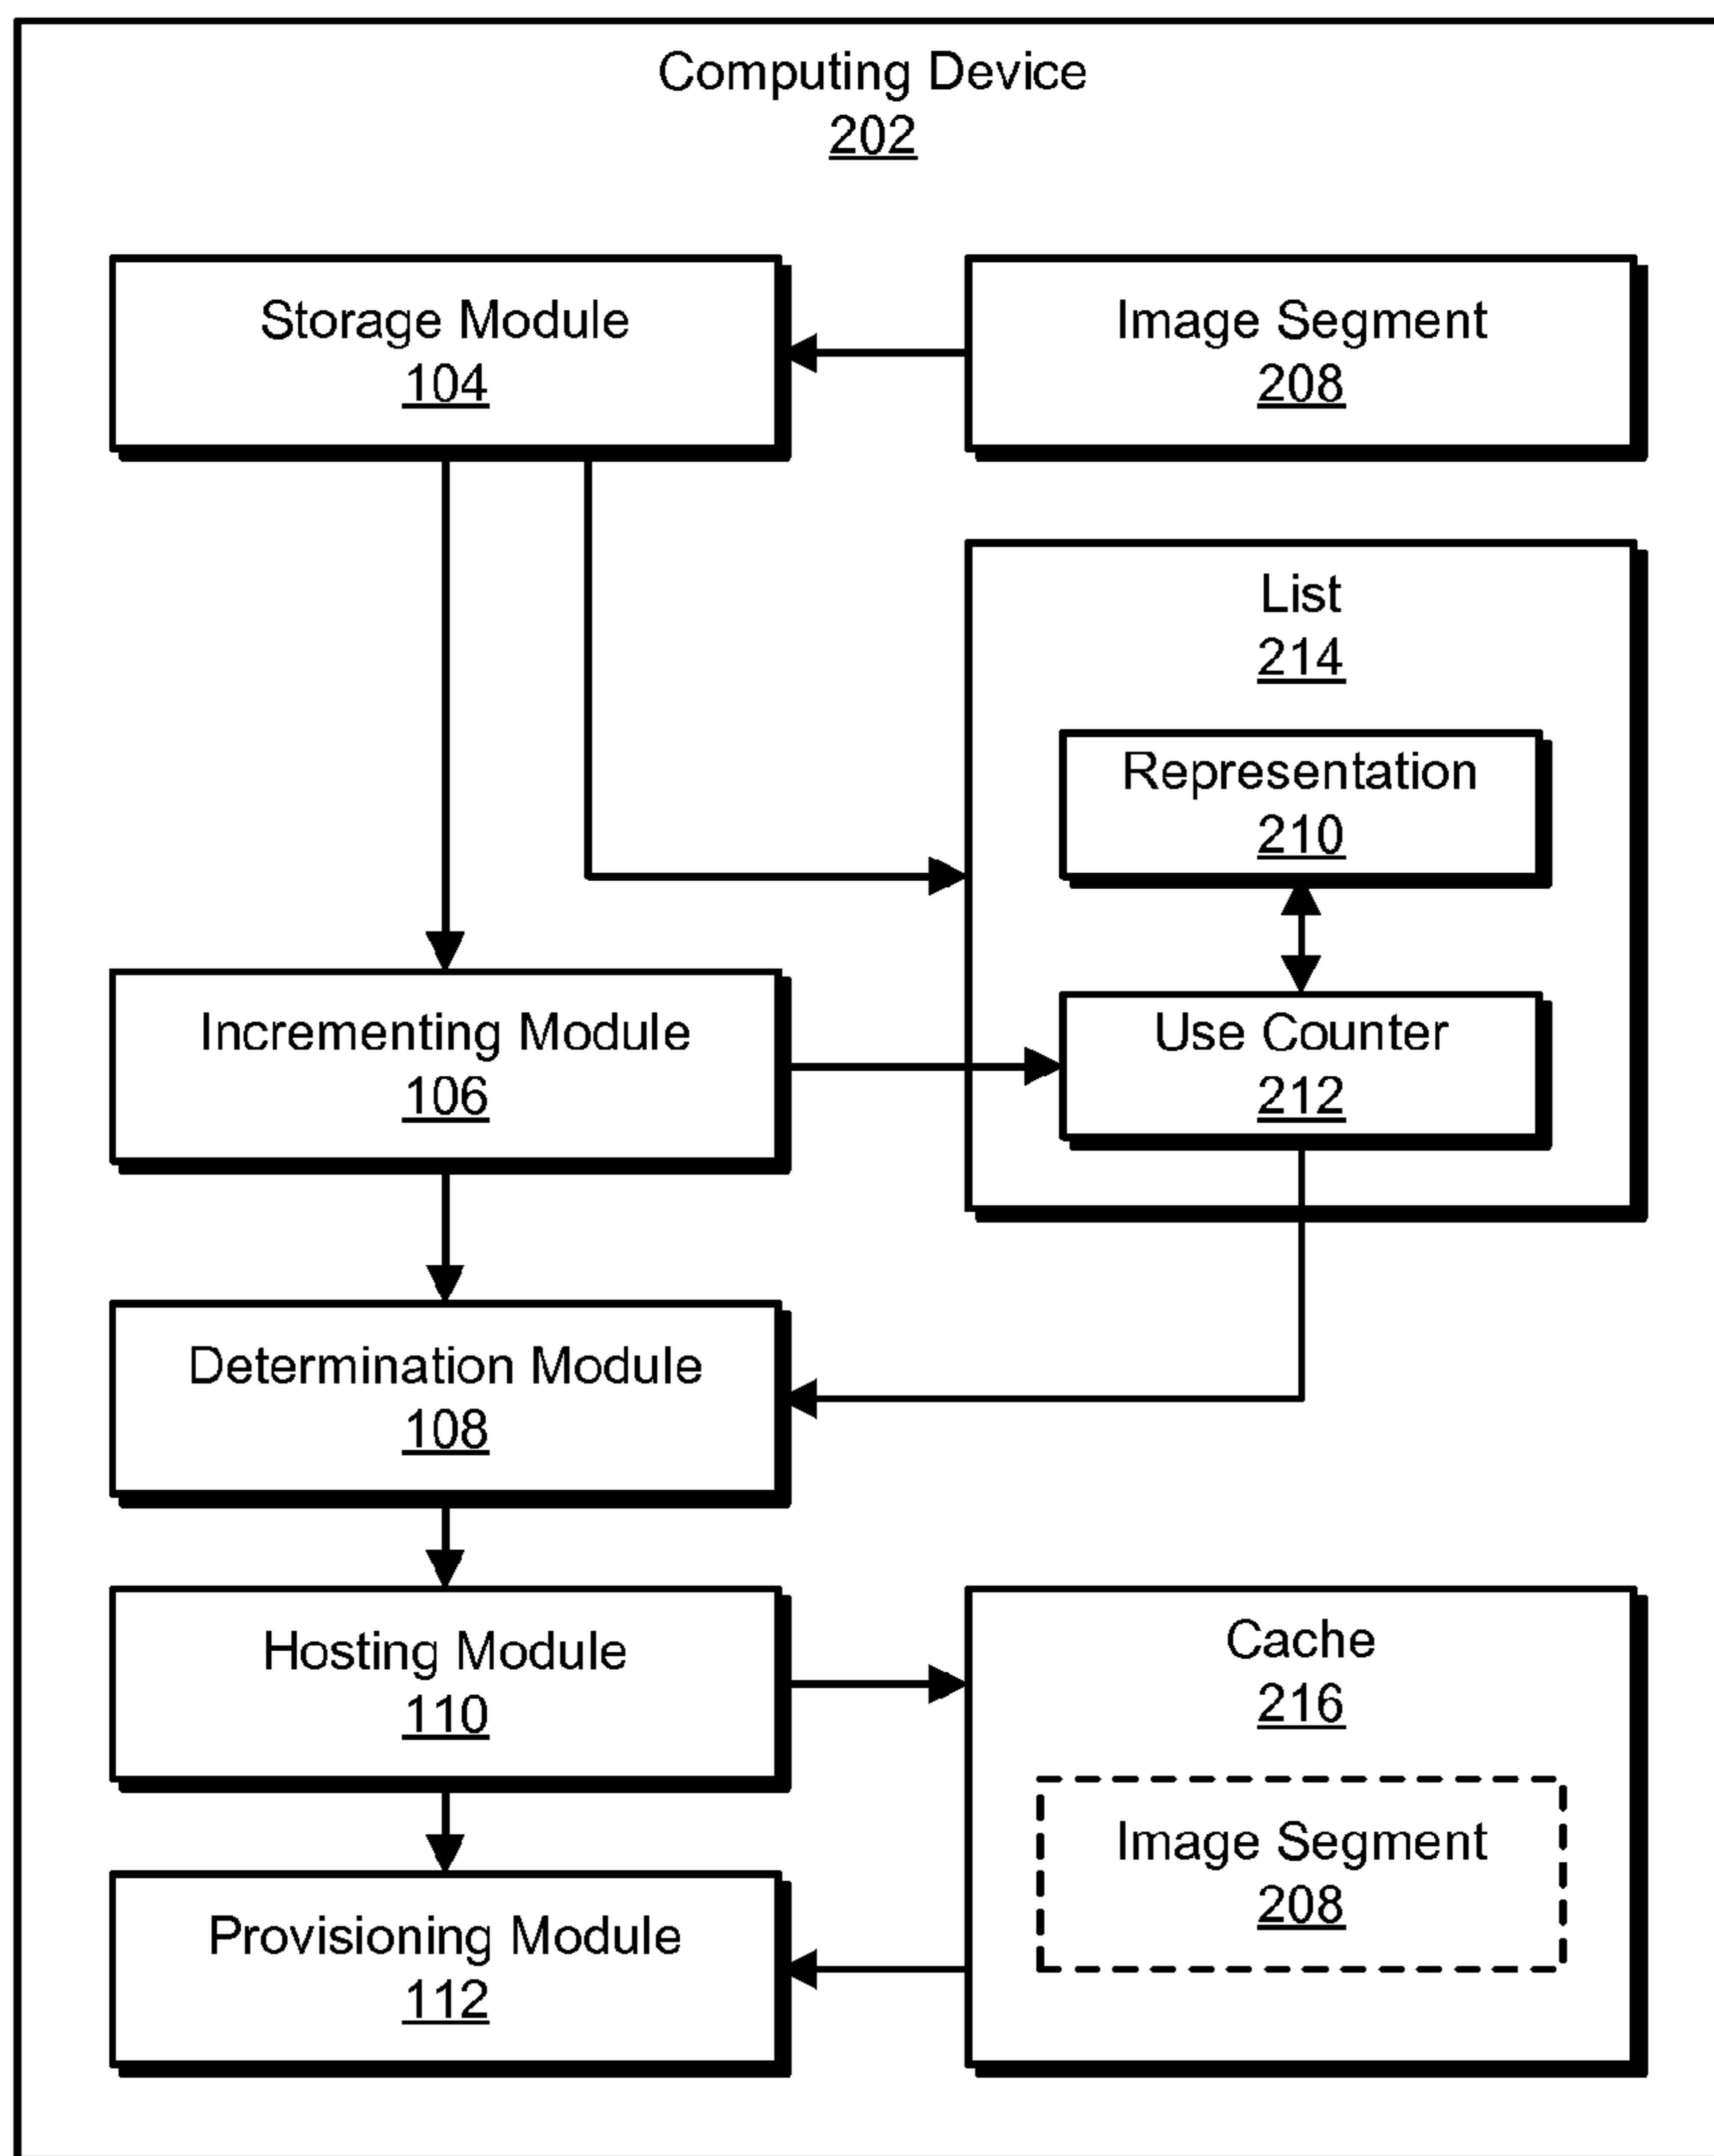 Computing Device
202
Storage Module
104
Image Segment
208
List
214
Representation
210
Incrementing Module
106
Use Counter
212
Determination Module
108
Hosting Module
110
Cache
216
Image Segment
208
Provisioning Module
112